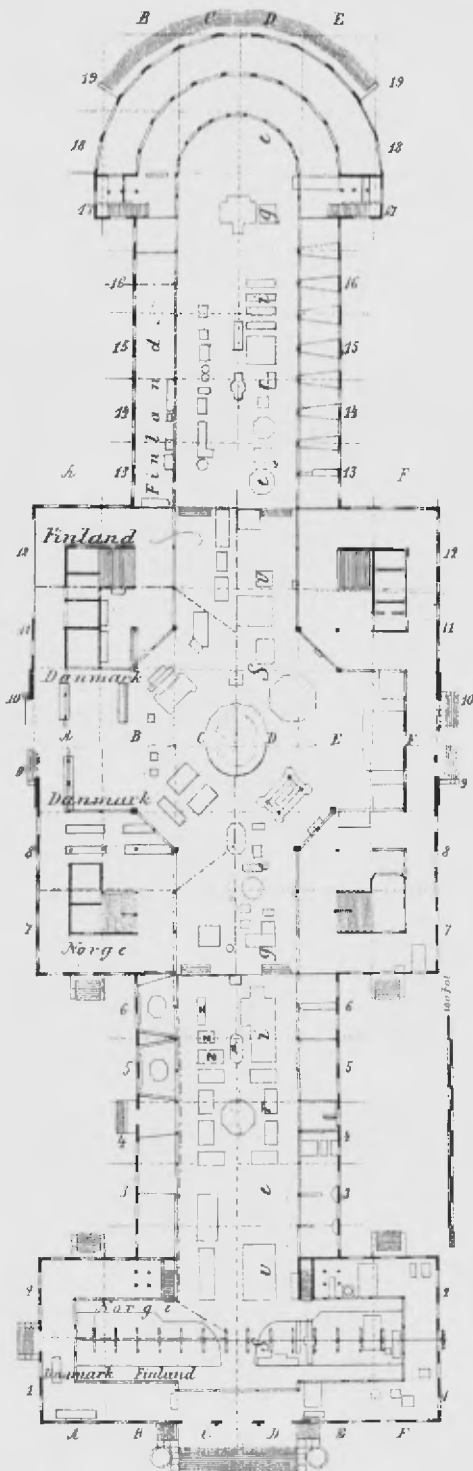 B C D E
19 19
18 18
17 17
16 16
15 15
14 14
13 13
A F
Finland
Finland
12 12
11 11
Danmark
10 10
A B C D E F
9 9
Danmark
8 8
7 7
Norge
6 6
5 5
4 4
3 3
Norge
2 2
Danmark Finland
1 1
A B C D E F
Sverige